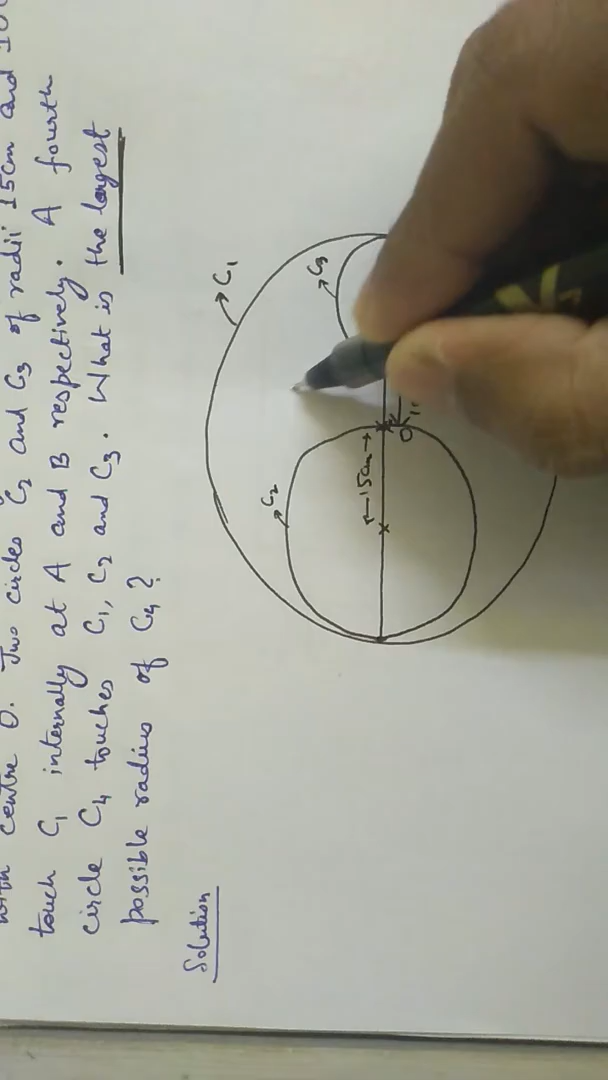 with centre O. Two circles C2 and C3 of radii 15cm and
touch C1 internally at A and B respectively. A fourth
circle C4 touches C1, C2 and C3. What is the largest
possible radius of C4?
Solution
C1
C3
C2
15cm
O